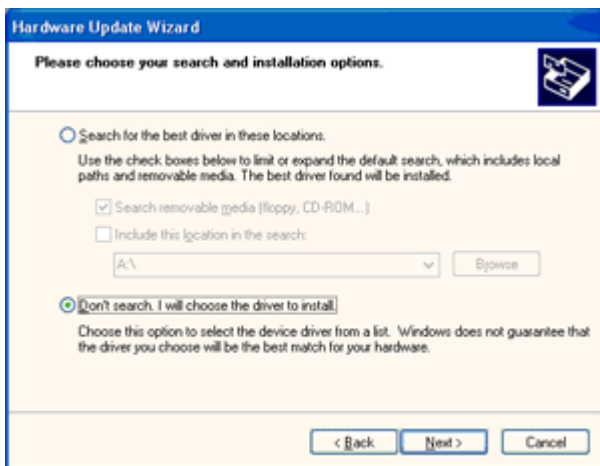 Hardware Update Wizard
Please choose your search and installation options.
Search for the best driver in these locations.
Use the check boxes below to limit or expand the default search, which includes local
paths and removable media. The best driver found will be installed.
Search removable media (floppy, CD-ROM...)
Include this location in the search:
A:\
Browse
Don't search. I will choose the driver to install.
Choose this option to select the device driver from a list. Windows does not guarantee that
the driver you choose will be the best match for your hardware.
< Back Next > Cancel